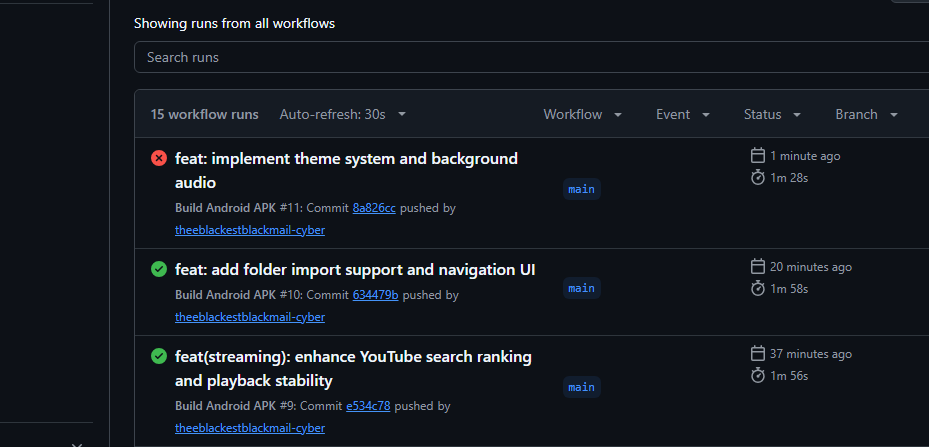 Showing runs from all workflows
Search runs
15 workflow runs Auto-refresh: 30s Workflow Event Status Branch
feat: implement theme system and background
audio
Build Android APK #11: Commit 8a826cc pushed by
theeblackestblackmail-cyber
main
1 minute ago
1m 28s
feat: add folder import support and navigation UI
Build Android APK #10: Commit 634479b pushed by
theeblackestblackmail-cyber
main
20 minutes ago
1m 58s
feat(streaming): enhance YouTube search ranking
and playback stability
Build Android APK #9: Commit e534c78 pushed by
theeblackestblackmail-cyber
main
37 minutes ago
1m 56s